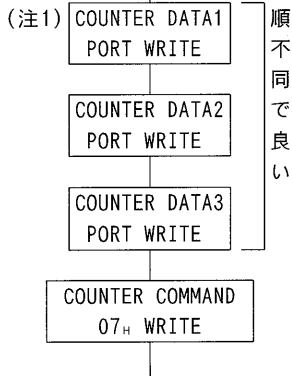 (注1)
COUNTER DATA1
PORT WRITE
COUNTER DATA2
PORT WRITE
COUNTER DATA3
PORT WRITE
順不同で良い
COUNTER COMMAND
07H WRITE